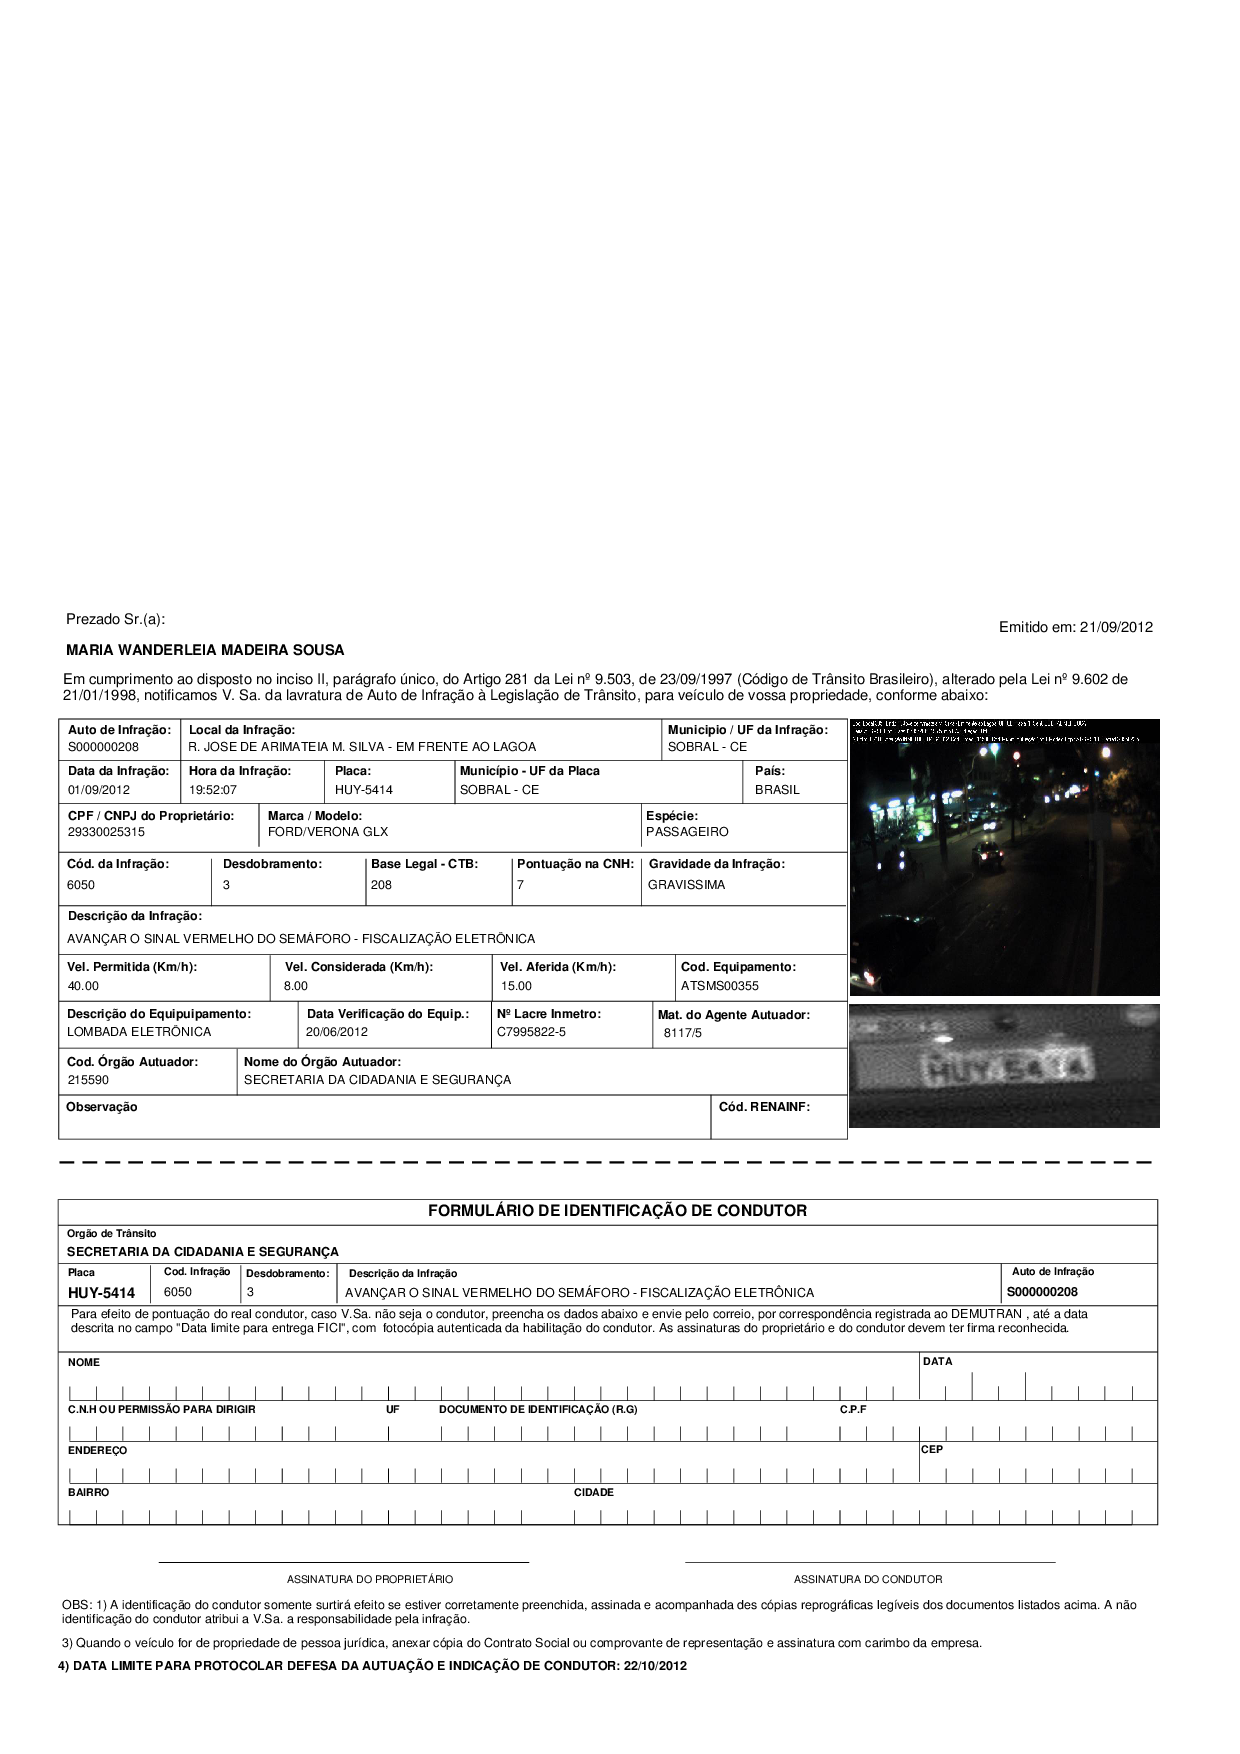 Prezado Sr.(a):
Emitido em: 21/09/2012
MARIA WANDERLEIA MADEIRA SOUSA
Em cumprimento ao disposto no inciso II, parágrafo único, do Artigo 281 da Lei nº 9.503, de 23/09/1997 (Código de Trânsito Brasileiro), alterado pela Lei nº 9.602 de
21/01/1998, notificamos V. Sa. da lavratura de Auto de Infração à Legislação de Trânsito, para veículo de vossa propriedade, conforme abaixo:
Auto de Infração: Local da Infração: Municipio / UF da Infração:
S000000208 R. JOSE DE ARIMATEIA M. SILVA - EM FRENTE AO LAGOA SOBRAL - CE
Data da Infração: Hora da Infração: Placa: Município - UF da Placa País:
01/09/2012 19:52:07 HUY-5414 SOBRAL - CE BRASIL
CPF / CNPJ do Proprietário: Marca / Modelo: Espécie:
29330025315 FORD/VERONA GLX PASSAGEIRO
Cód. da Infração: Desdobramento: Base Legal - CTB: Pontuação na CNH: Gravidade da Infração:
6050 3 208 7 GRAVISSIMA
Descrição da Infração:
AVANÇAR O SINAL VERMELHO DO SEMÁFORO - FISCALIZAÇÃO ELETRÔNICA
Vel. Permitida (Km/h): Vel. Considerada (Km/h): Vel. Aferida (Km/h): Cod. Equipamento:
40.00 8.00 15.00 ATSMS00355
Descrição do Equipuipamento: Data Verificação do Equip.: Nº Lacre Inmetro: Mat. do Agente Autuador:
LOMBADA ELETRÔNICA 20/06/2012 C7995822-5 8117/5
Cod. Órgão Autuador: Nome do Órgão Autuador:
215590 SECRETARIA DA CIDADANIA E SEGURANÇA
Observação Cód. RENAINF:
HUY 5414
FORMULÁRIO DE IDENTIFICAÇÃO DE CONDUTOR
Orgão de Trânsito
SECRETARIA DA CIDADANIA E SEGURANÇA
Placa Cod. Infração Desdobramento: Descrição da Infração Auto de Infração
HUY-5414 6050 3 AVANÇAR O SINAL VERMELHO DO SEMÁFORO - FISCALIZAÇÃO ELETRÔNICA S000000208
Para efeito de pontuação do real condutor, caso V.Sa. não seja o condutor, preencha os dados abaixo e envie pelo correio, por correspondência registrada ao DEMUTRAN , até a data
descrita no campo "Data limite para entrega FICI", com fotocópia autenticada da habilitação do condutor. As assinaturas do proprietário e do condutor devem ter firma reconhecida.
NOME DATA
C.N.H OU PERMISSÃO PARA DIRIGIR UF DOCUMENTO DE IDENTIFICAÇÃO (R.G) C.P.F
ENDEREÇO CEP
BAIRRO CIDADE
ASSINATURA DO PROPRIETÁRIO ASSINATURA DO CONDUTOR
OBS: 1) A identificação do condutor somente surtirá efeito se estiver corretamente preenchida, assinada e acompanhada des cópias reprográficas legíveis dos documentos listados acima. A não
identificação do condutor atribui a V.Sa. a responsabilidade pela infração.
3) Quando o veículo for de propriedade de pessoa jurídica, anexar cópia do Contrato Social ou comprovante de representação e assinatura com carimbo da empresa.
4) DATA LIMITE PARA PROTOCOLAR DEFESA DA AUTUAÇÃO E INDICAÇÃO DE CONDUTOR: 22/10/2012